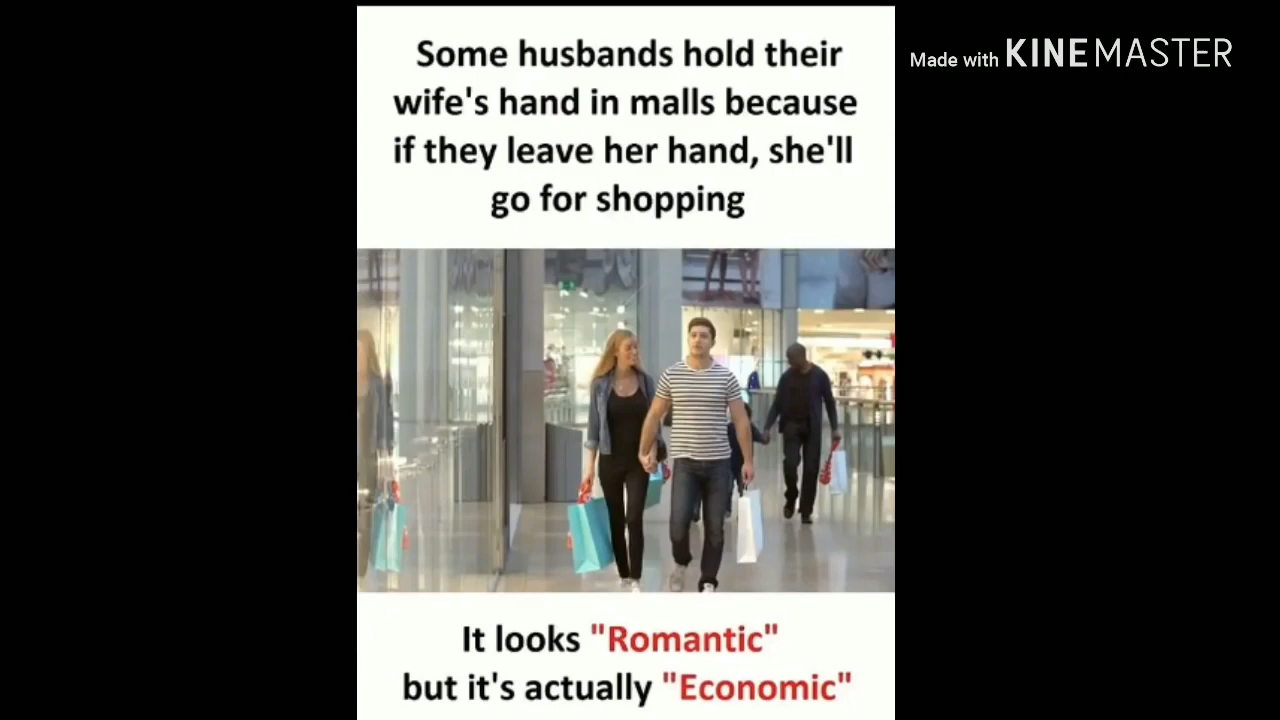 Some husbands hold their
wife's hand in malls because
if they leave her hand, she'll
go for shopping
Made with KINEMASTER
It looks "Romantic"
but it's actually "Economic"